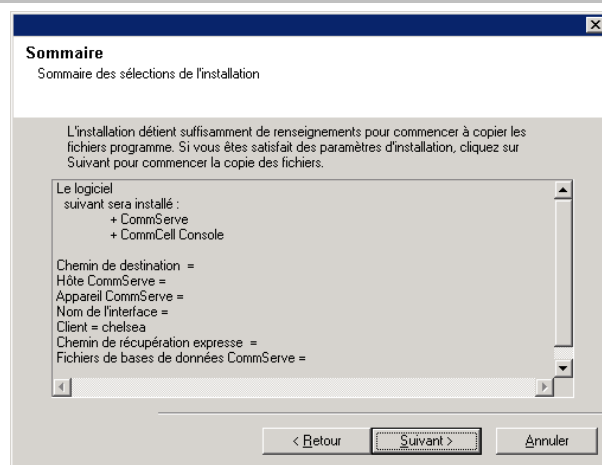 Sommaire
Sommaire des sélections de l'installation
L'installation détient suffisamment de renseignements pour commencer à copier les
fichiers programme. Si vous êtes satisfait des paramètres d'installation, cliquez sur
Suivant pour commencer la copie des fichiers.
Le logiciel
suivant sera installé :
+ CommServe
+ CommCell Console
Chemin de destination =
Hôte CommServe =
Appareil CommServe =
Nom de l'interface =
Client = chelsea
Chemin de récupération expresse =
Fichiers de bases de données CommServe =
< Retour
Suivant >
Annuler